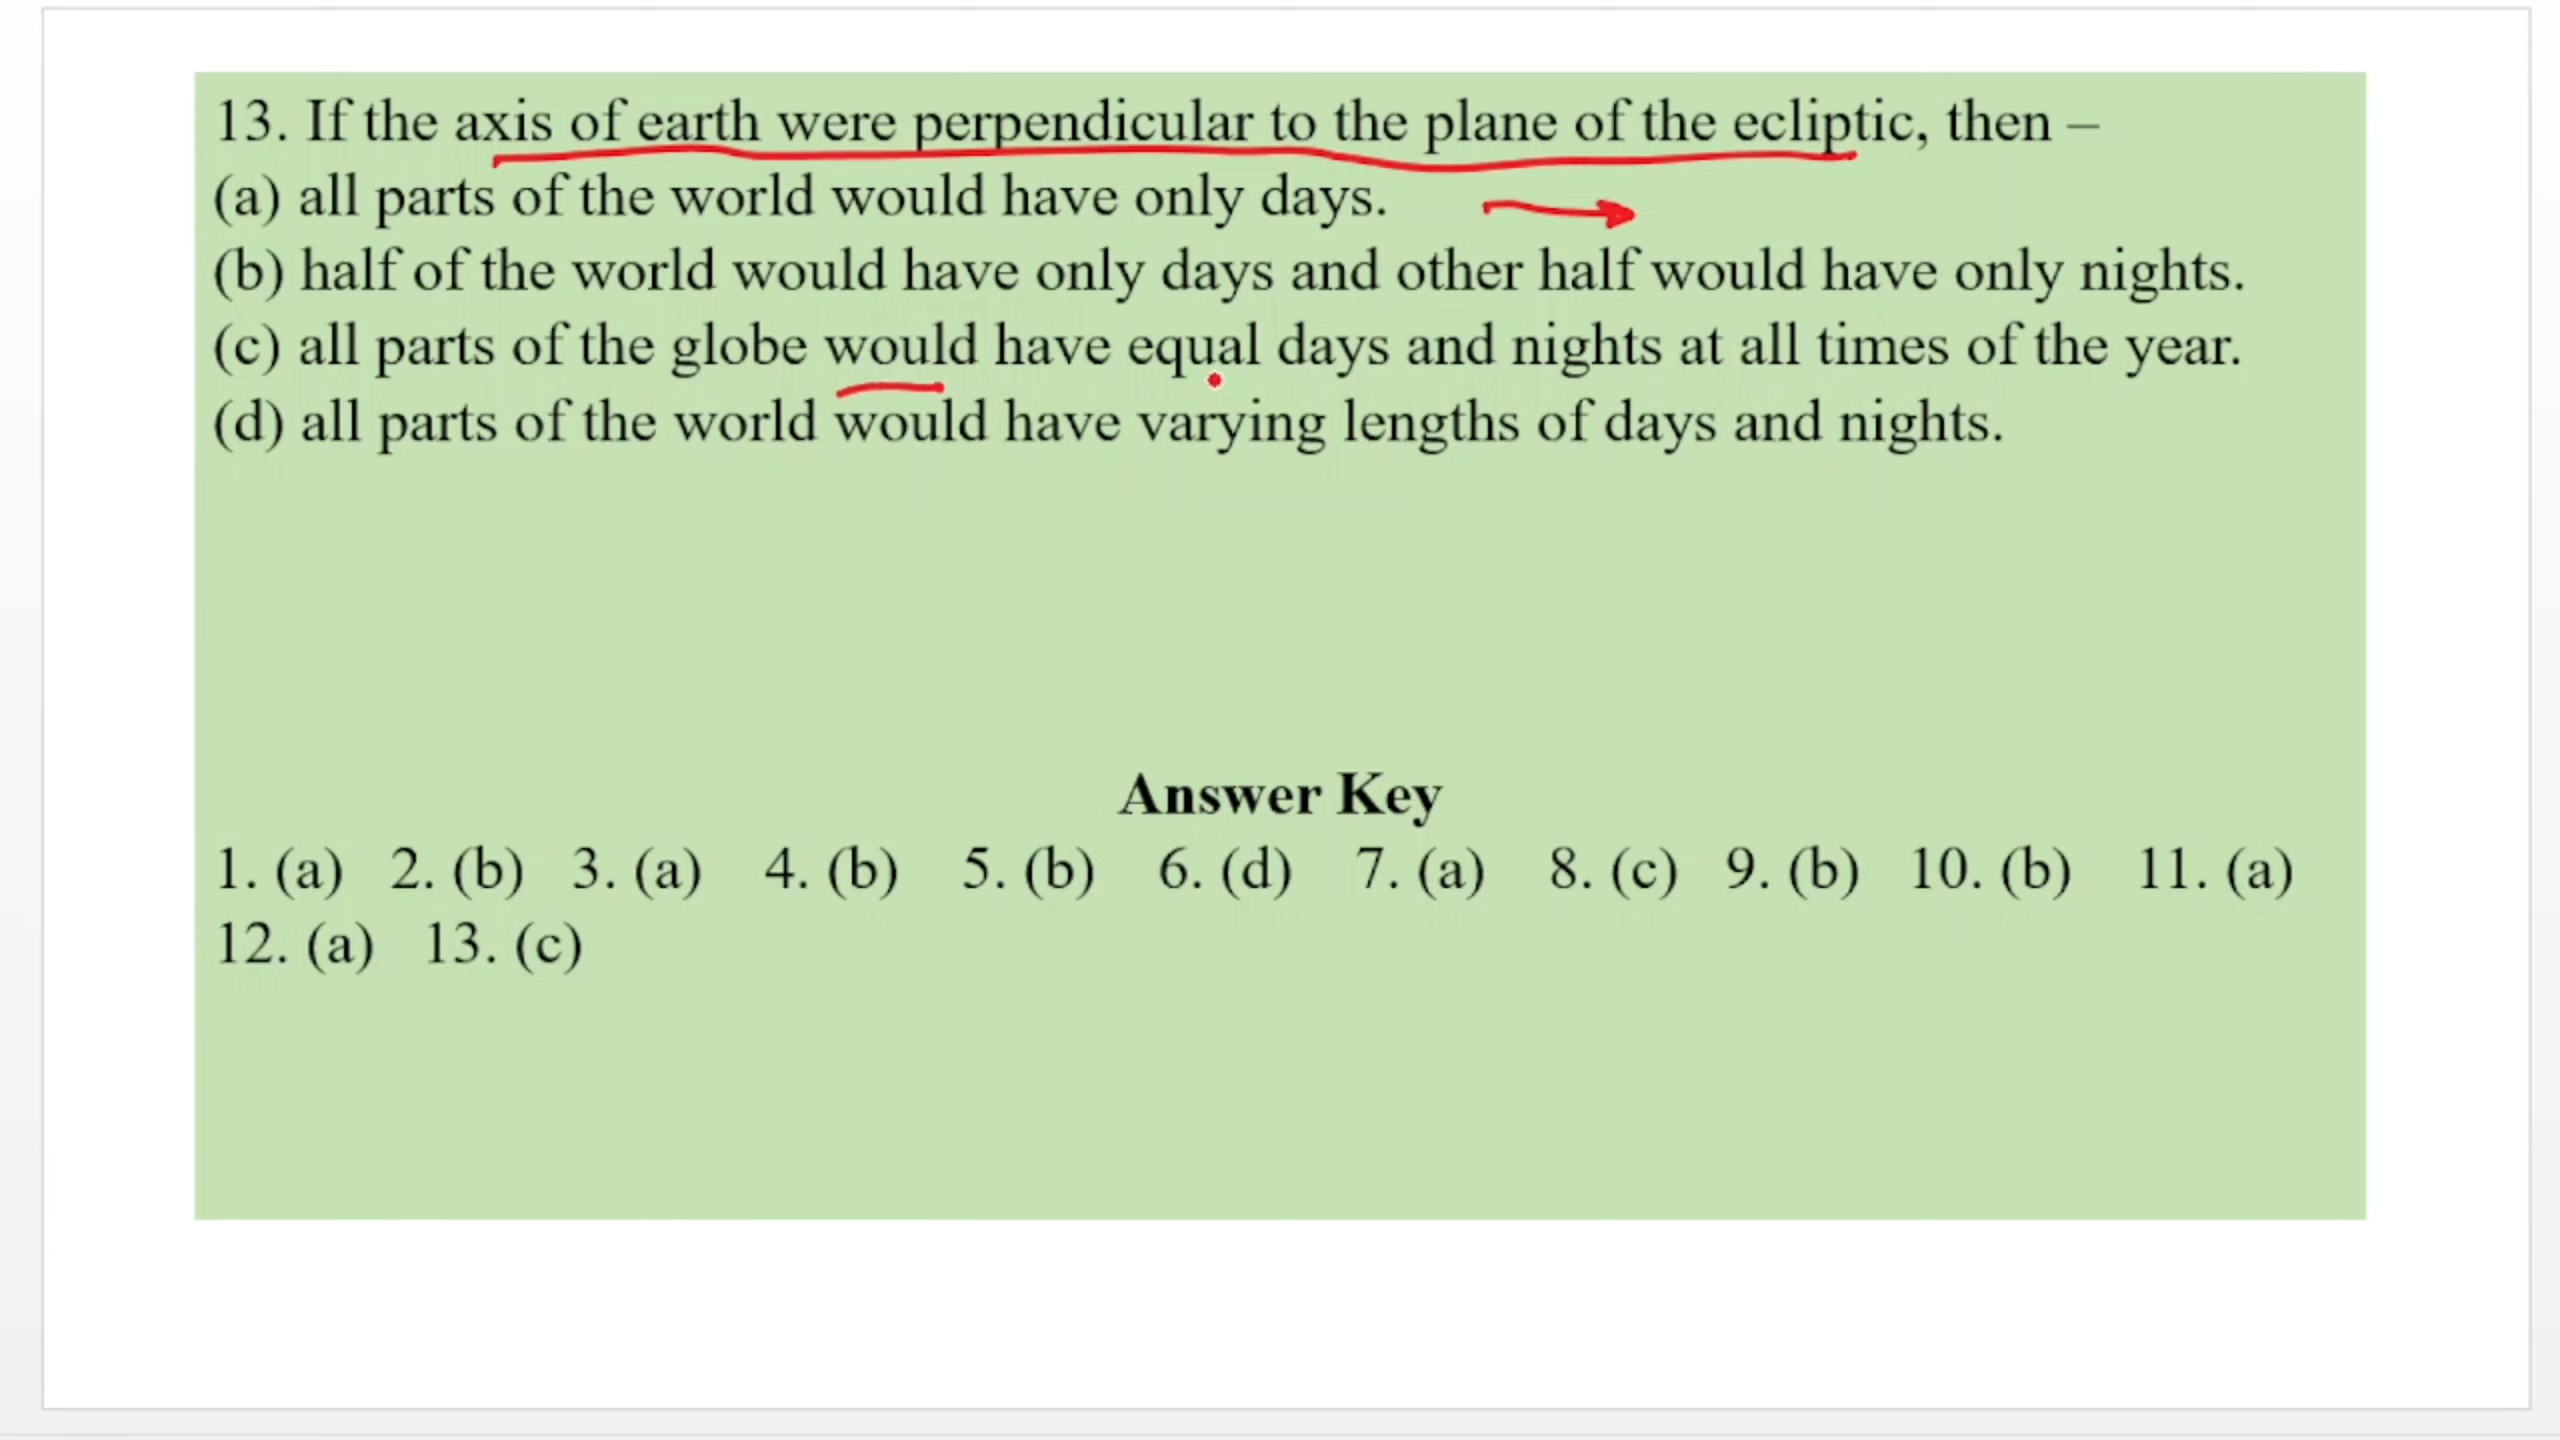 13. If the axis of earth were perpendicular to the plane of the ecliptic, then –
(a) all parts of the world would have only days.
(b) half of the world would have only days and other half would have only nights.
(c) all parts of the globe would have equal days and nights at all times of the year.
(d) all parts of the world would have varying lengths of days and nights.
Answer Key
1. (a) 2. (b) 3. (a) 4. (b) 5. (b) 6. (d) 7. (a) 8. (c) 9. (b) 10. (b) 11. (a)
12. (a) 13. (c)